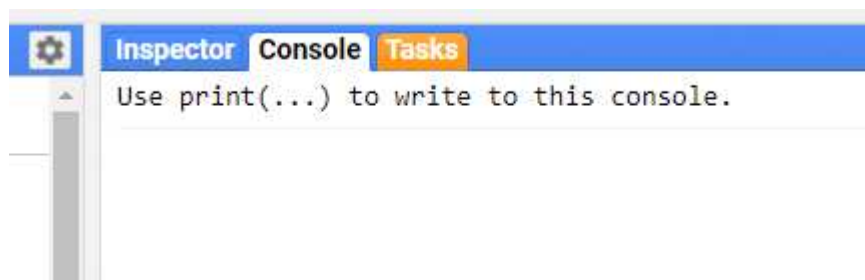 Inspector Console Tasks
Use print(...) to write to this console.